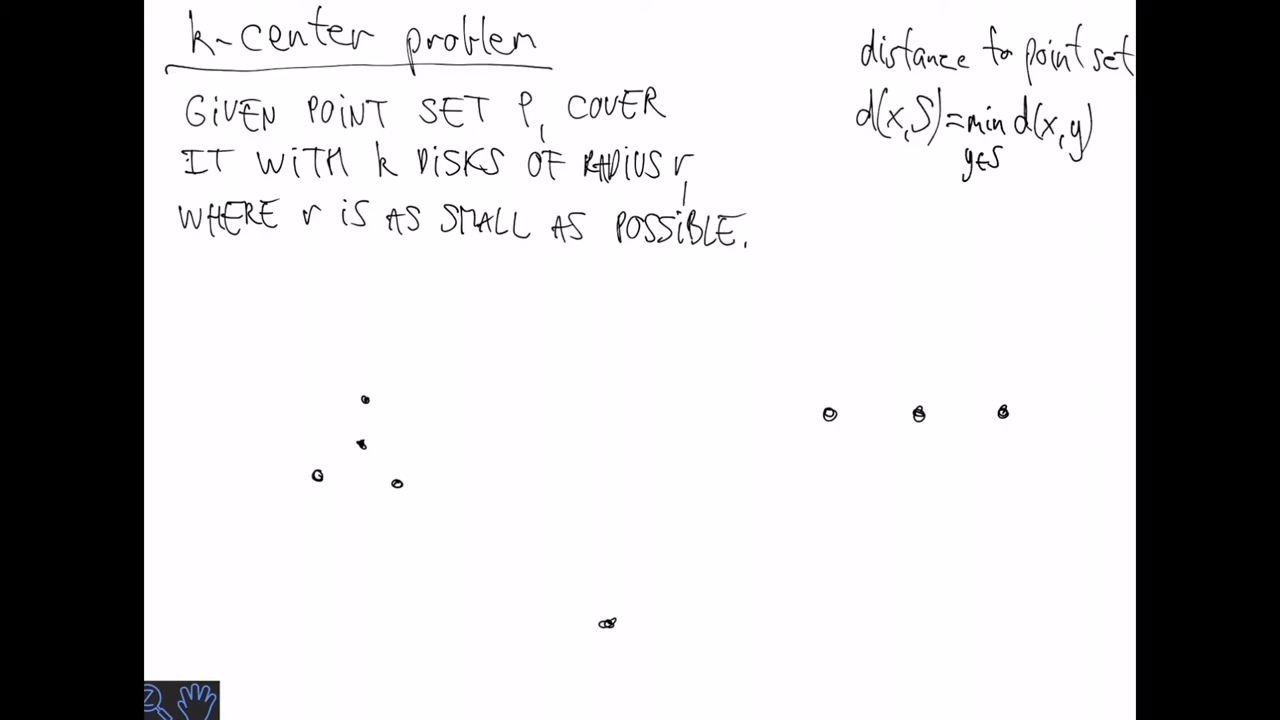 k-center problem
GIVEN POINT SET P, COVER
IT WITH k DISKS OF RADIUS r,
WHERE r IS AS SMALL AS POSSIBLE.
distance to point set
d(x,S)=min d(x,y)
y∈S